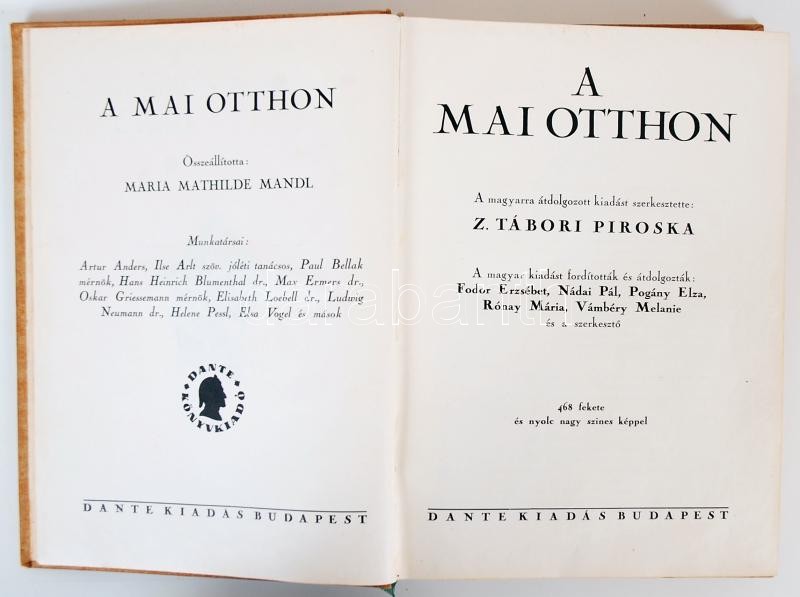 A MAI OTTHON
Összeállította:
MARIA MATHILDE MANDL
Munkatársai:
Artur Anders, Ilse Arlt szöv. jóléti tanácsos, Paul Bellak
mérnök, Hans Heinrich Blumenthal dr., Max Ermers dr.,
Oskar Griessemann mérnök, Elisabeth Loebell dr., Ludwig
Neumann dr., Helene Pessl, Elsa Vogel és mások
DANTE
KÖNYVKIADÓ
DANTE KIADÁS BUDAPEST
A
MAI OTTHON
A magyarra átdolgozott kiadást szerkesztette:
Z. TÁBORI PIROSKA
A magyar kiadást fordították és átdolgozták:
Fodor Erzsébet, Nádai Pál, Pogány Elza,
Rónay Mária, Vámbéry Melanie
és a szerkesztő
468 fekete
és nyolc nagy szines képpel
DANTE KIADÁS BUDAPEST
darabanth